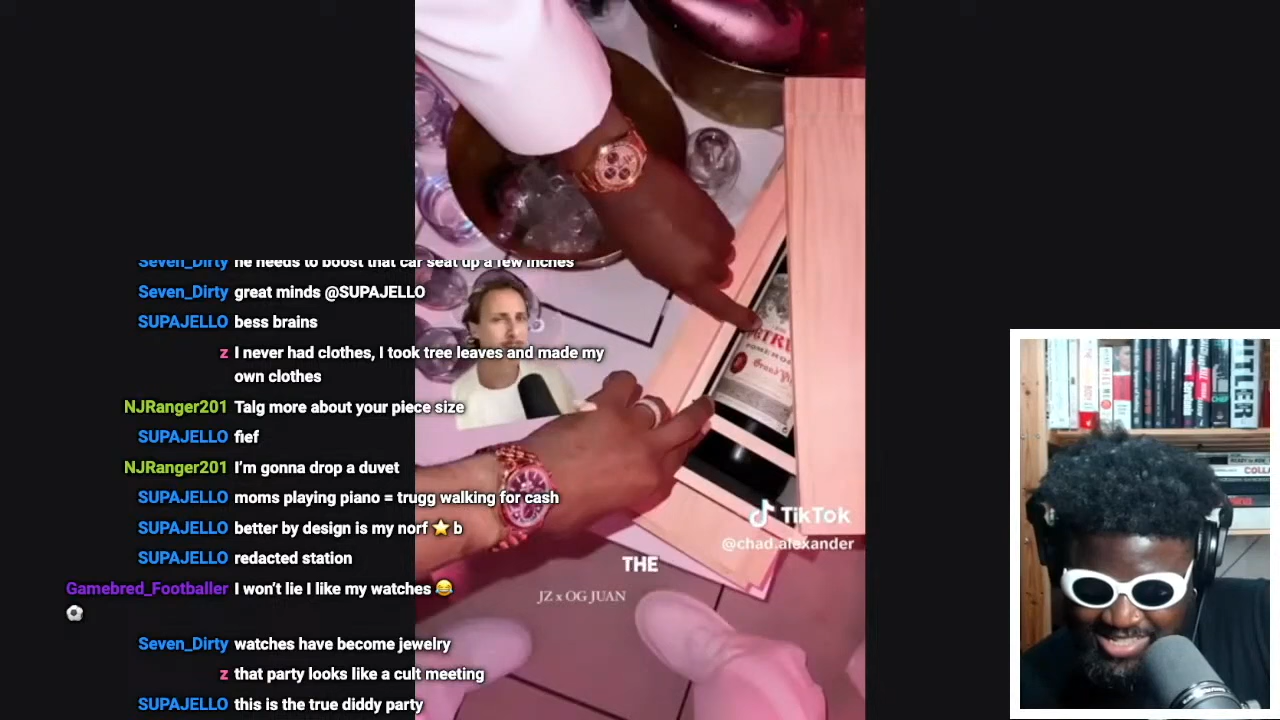 Seven_Dirty he needs to boost that car seat up a few inches
Seven_Dirty great minds @SUPAJELLO
SUPAJELLO bess brains
z I never had clothes, I took tree leaves and made my
own clothes
NJRanger201 Talg more about your piece size
SUPAJELLO fief
NJRanger201 I'm gonna drop a duvet
SUPAJELLO moms playing piano = trugg walking for cash
SUPAJELLO better by design is my norf ⭐ b
SUPAJELLO redacted station
Gamebred_Footballer I won't lie I like my watches 😂
⚽
Seven_Dirty watches have become jewelry
z that party looks like a cult meeting
SUPAJELLO this is the true diddy party
POMEROL
Grand Vin
TikTok
@chad.alexander
THE
JZ x OG JUAN
HITLER